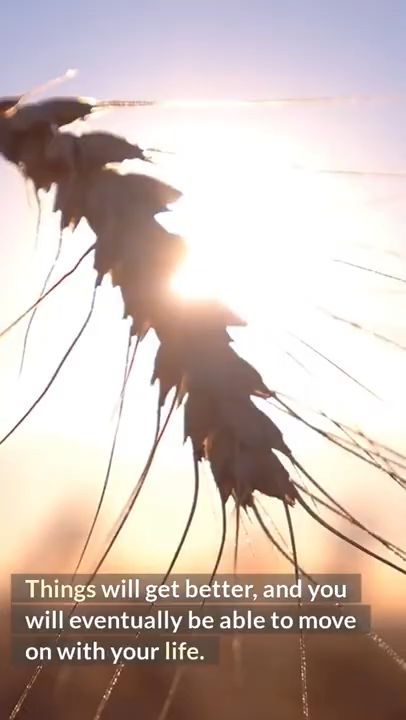 Things will get better, and you
will eventually be able to move
on with your life.